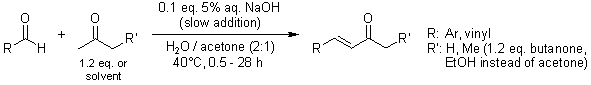 0.1 eq. 5% aq. NaOH
(slow addition)
O
R H
+
O
R'
1.2 eq. or
solvent
H2O / acetone (2:1)
40°C, 0.5 - 28 h
O
R R'
R: Ar, vinyl
R': H, Me (1.2 eq. butanone,
EtOH instead of acetone)